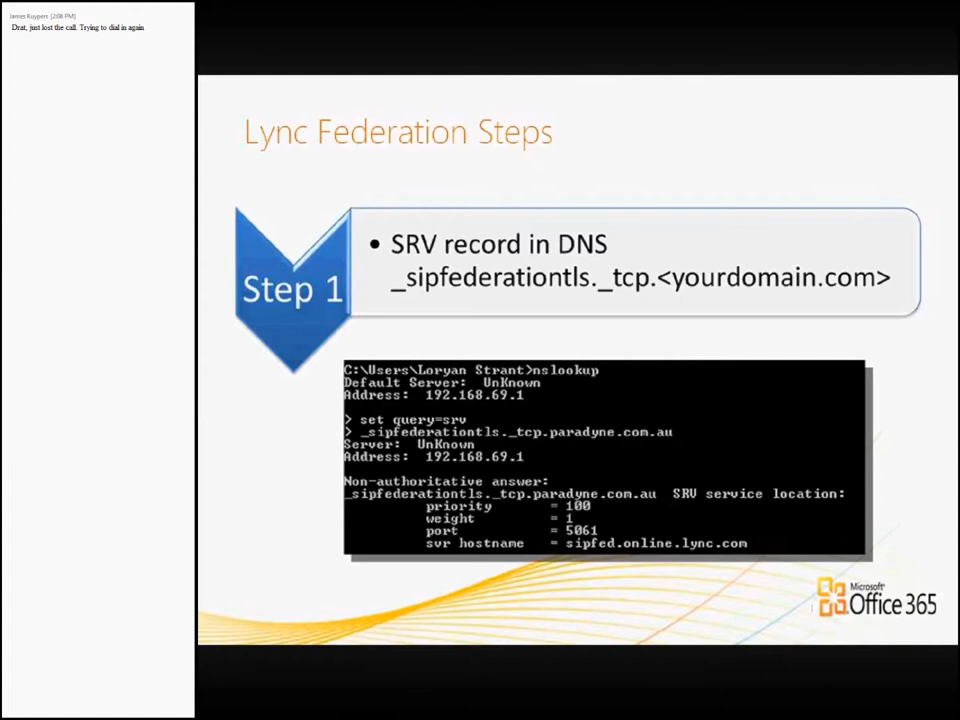 James Kuypers [2:08 PM]
Drat, just lost the call. Trying to dial in again
Lync Federation Steps
Step 1
• SRV record in DNS
_sipfederationtls._tcp.<yourdomain.com>
C:\Users\Loryan Strant>nslookup
Default Server:  UnKnown
Address:  192.168.69.1
> set query=srv
> _sipfederationtls._tcp.paradyne.com.au
Server:  UnKnown
Address:  192.168.69.1
Non-authoritative answer:
_sipfederationtls._tcp.paradyne.com.au  SRV service location:
priority = 100
weight = 1
port = 5061
svr hostname = sipfed.online.lync.com
Microsoft
Office 365